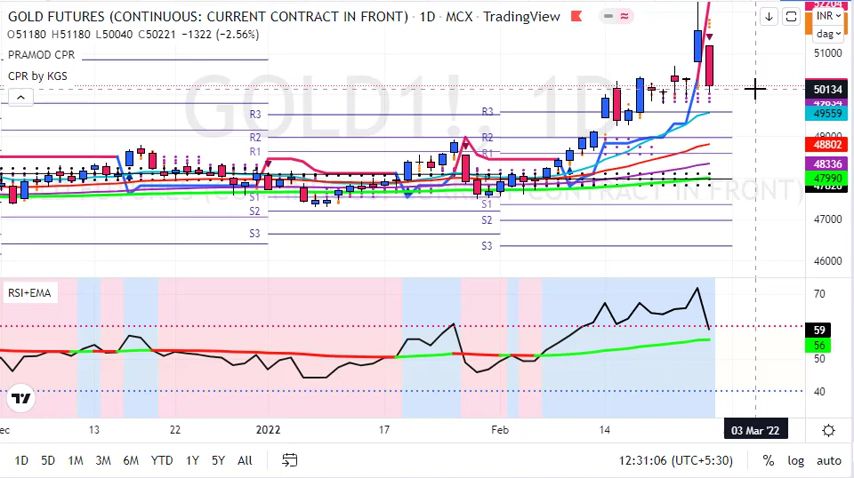 GOLD FUTURES (CONTINUOUS: CURRENT CONTRACT IN FRONT) · 1D · MCX · TradingView
O51180 H51180 L50040 C50221 −1322 (−2.56%)
PRAMOD CPR
CPR by KGS
GOLD1!, 1D
INR
dag
51000
50134
49634
49559
49000
48802
48336
47990
47000
46000
R3
R2
R1
S1
S2
S3
R3
R2
R1
S1
S2
S3
RSI+EMA
70
59
56
50
40
13
22
2022
17
Feb
14
03 Mar '22
1D 5D 1M 3M 6M YTD 1Y 5Y All
12:31:06 (UTC+5:30)
% log auto